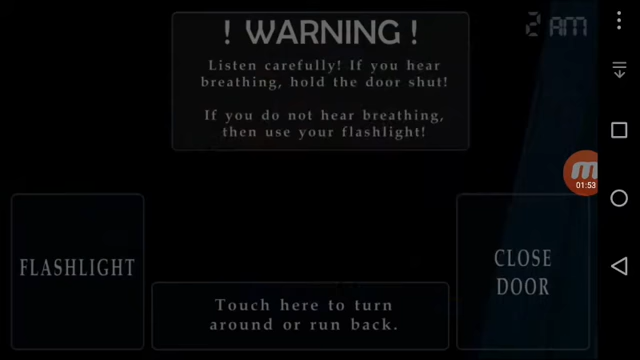 ! WARNING !
2 AM
Listen carefully! If you hear
breathing, hold the door shut!
If you do not hear breathing,
then use your flashlight!
01:53
FLASHLIGHT
CLOSE
DOOR
Touch here to turn
around or run back.